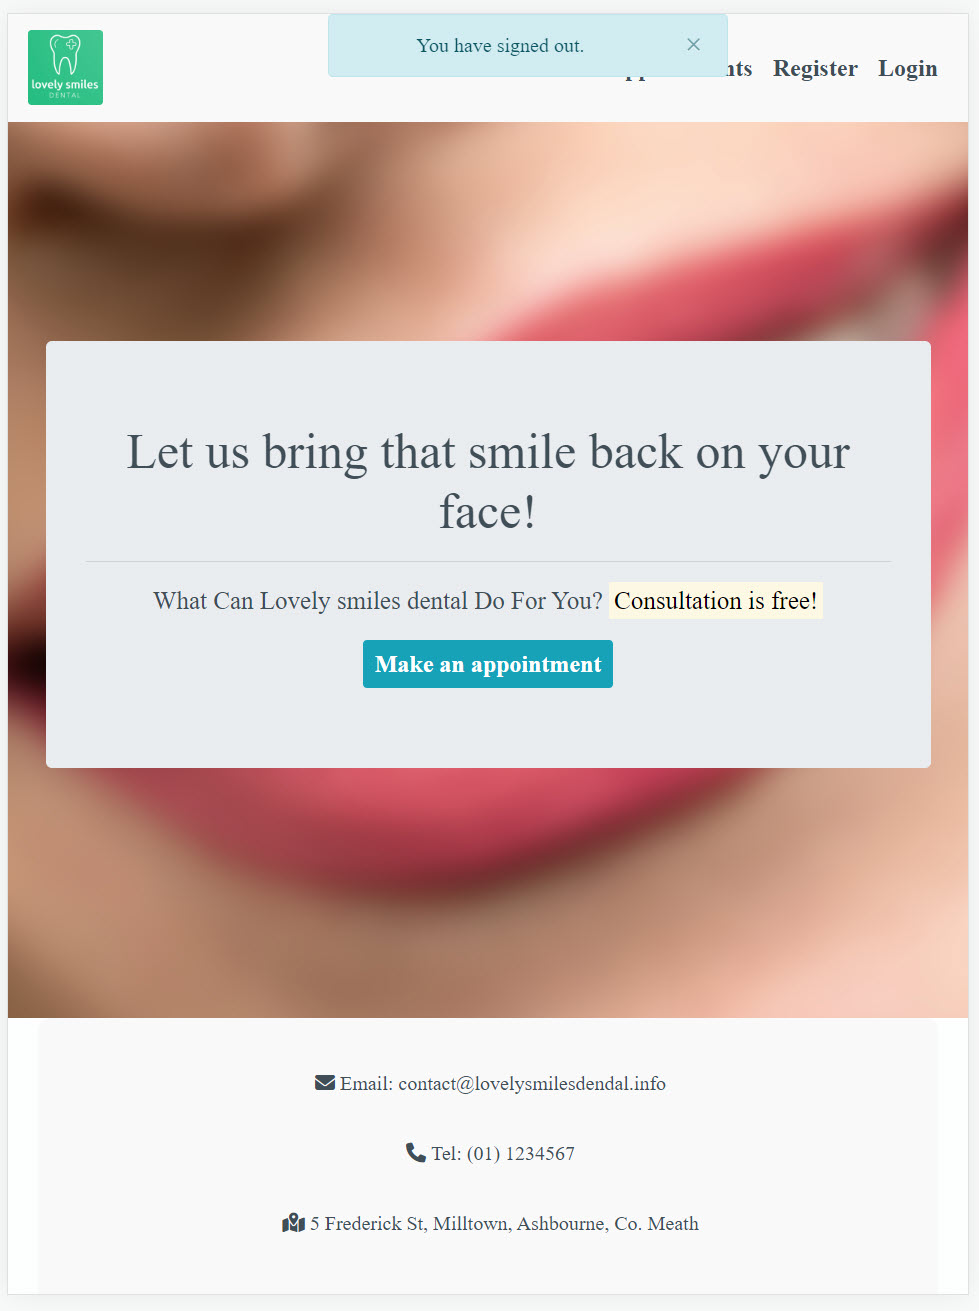 lovely smiles
DENTAL
You have signed out. ×
Register Login
Let us bring that smile back on your
face!
What Can Lovely smiles dental Do For You? Consultation is free!
Make an appointment
Email: contact@lovelysmilesdendal.info
Tel: (01) 1234567
5 Frederick St, Milltown, Ashbourne, Co. Meath